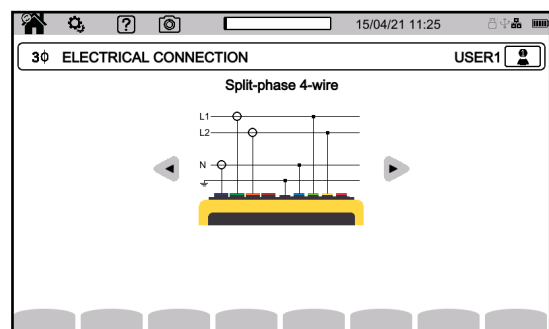 ? 15/04/21 11:25
3ϕ ELECTRICAL CONNECTION USER1
Split-phase 4-wire
L1
L2
N